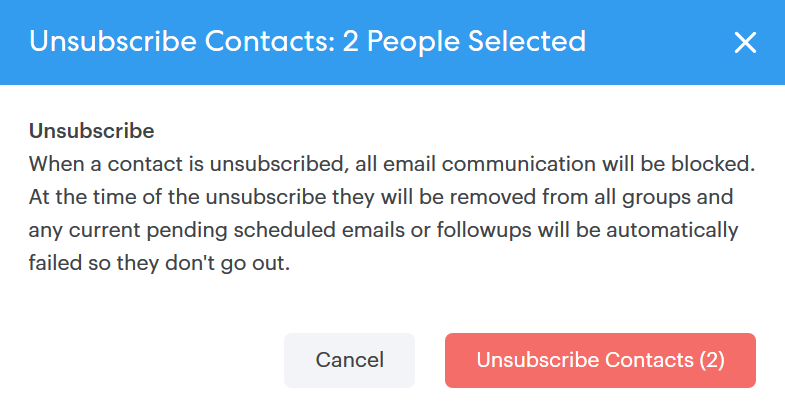 Unsubscribe Contacts: 2 People Selected
Unsubscribe
When a contact is unsubscribed, all email communication will be blocked.
At the time of the unsubscribe they will be removed from all groups and
any current pending scheduled emails or followups will be automatically
failed so they don't go out.
Cancel
Unsubscribe Contacts (2)